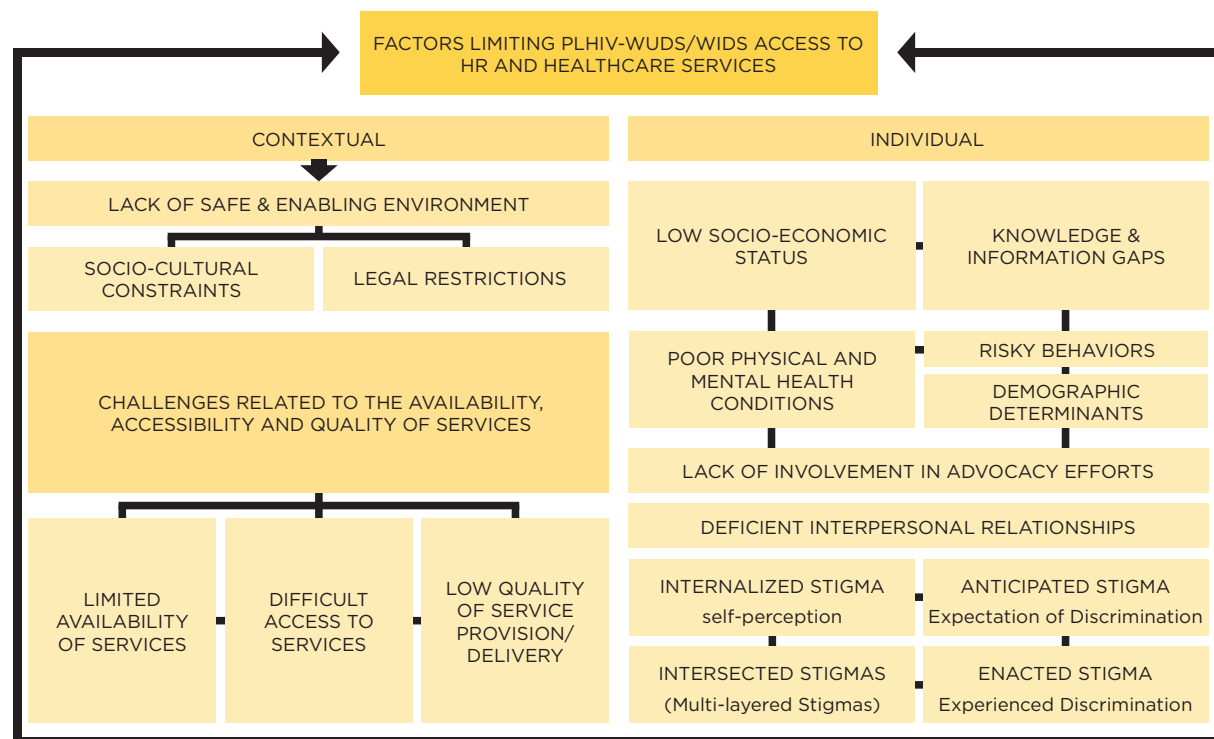 FACTORS LIMITING PLHIV-WUDS/WIDS ACCESS TO
HR AND HEALTHCARE SERVICES
CONTEXTUAL
LACK OF SAFE & ENABLING ENVIRONMENT
SOCIO-CULTURAL
CONSTRAINTS
LEGAL RESTRICTIONS
CHALLENGES RELATED TO THE AVAILABILITY,
ACCESSIBILITY AND QUALITY OF SERVICES
LIMITED
AVAILABILITY
OF SERVICES
DIFFICULT
ACCESS TO
SERVICES
LOW QUALITY
OF SERVICE
PROVISION/
DELIVERY
INDIVIDUAL
LOW SOCIO-ECONOMIC
STATUS
KNOWLEDGE &
INFORMATION GAPS
POOR PHYSICAL AND
MENTAL HEALTH
CONDITIONS
RISKY BEHAVIORS
DEMOGRAPHIC
DETERMINANTS
LACK OF INVOLVEMENT IN ADVOCACY EFFORTS
DEFICIENT INTERPERSONAL RELATIONSHIPS
INTERNALIZED STIGMA
self-perception
ANTICIPATED STIGMA
Expectation of Discrimination
INTERSECTED STIGMAS
(Multi-layered Stigmas)
ENACTED STIGMA
Experienced Discrimination